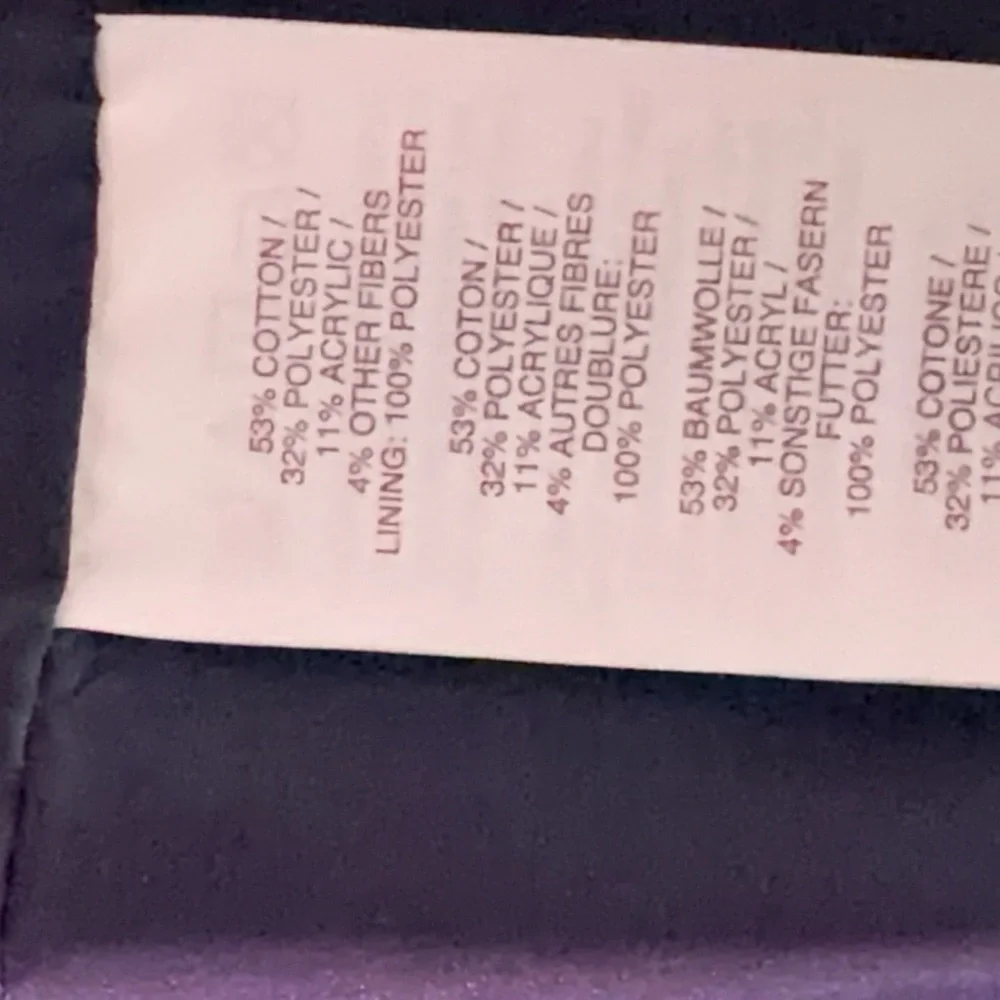 53% COTTON /
32% POLYESTER /
11% ACRYLIC /
4% OTHER FIBERS
LINING: 100% POLYESTER
53% COTON /
32% POLYESTER /
11% ACRYLIQUE /
4% AUTRES FIBRES
DOUBLURE:
100% POLYESTER
53% BAUMWOLLE /
32% POLYESTER /
11% ACRYL /
4% SONSTIGE FASERN
FUTTER:
100% POLYESTER
53% COTONE /
32% POLIESTERE /
11%